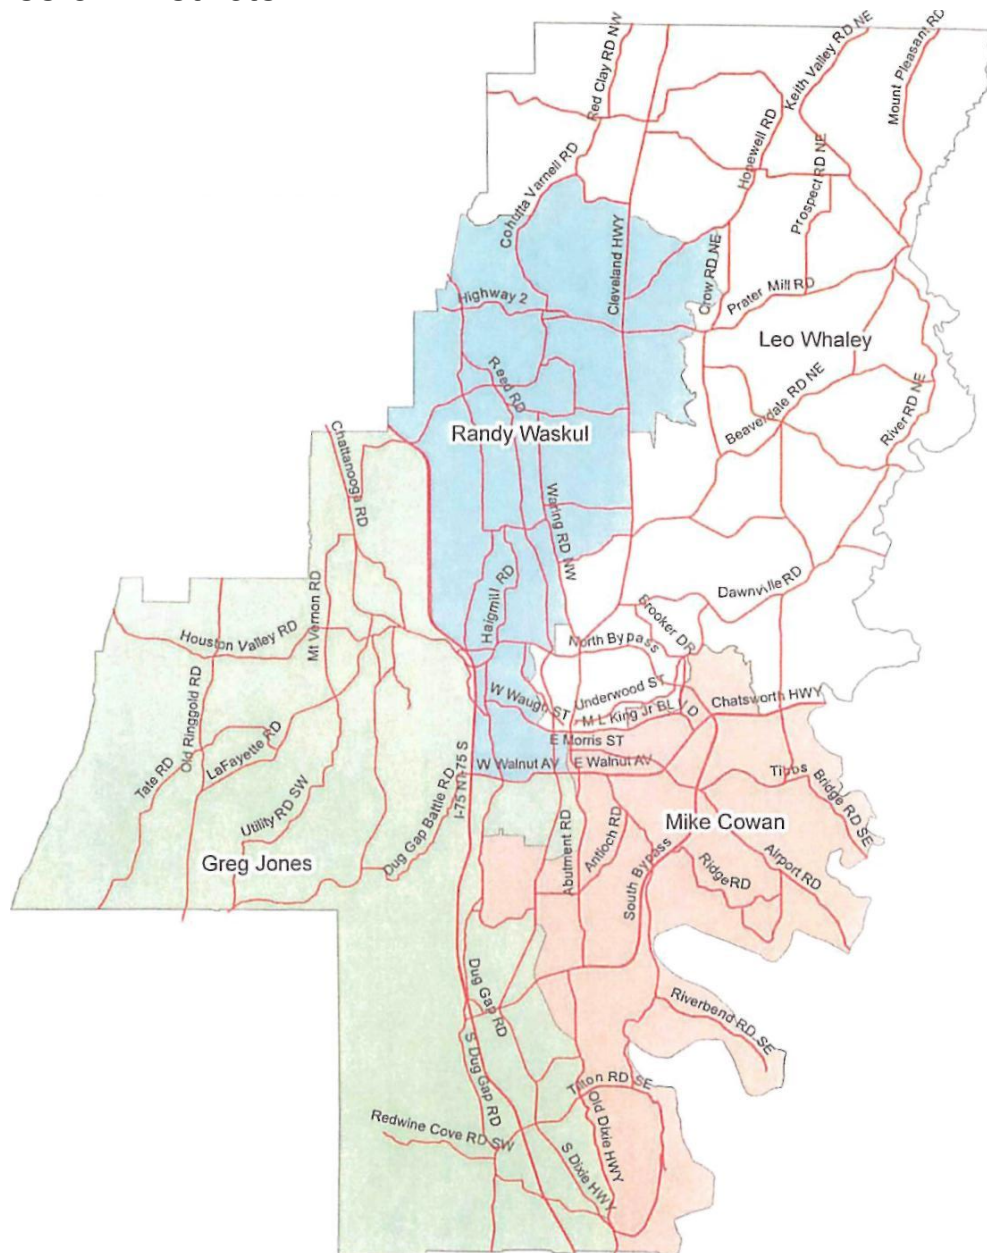 Red Clay RD NW
Keith Valley RD NE
Mount Pleasant RD
Hopewell RD
Prospect RD NE
Cohutta Varnell RD
Cleveland HWY
Crow RD NE
Highway 2
Prater Mill RD
Leo Whaley
Reed RD
Beaverdale RD NE
River RD NE
Randy Waskul
Chattanooga RD
Waring RD NW
Haigmill RD
Dawnville RD
Brooker DR
North Bypass
Mt Vernon RD
Houston Valley RD
Underwood ST
W Waugh ST
M L King Jr BLVD
Chatsworth HWY
Old Ringgold RD
E Morris ST
LaFayette RD
Tate RD
I-75 N I-75 S
W Walnut AV
E Walnut AV
Tibbs Bridge RD SE
Utility RD SW
Dug Gap Battle RD
Abutment RD
Antioch RD
Mike Cowan
Greg Jones
South Bypass
Ridge RD
Airport RD
Dug Gap RD
Riverbend RD SE
S Dug Gap RD
Tilton RD SE
Old Dixie HWY
Redwine Cove RD SW
S Dixie HWY